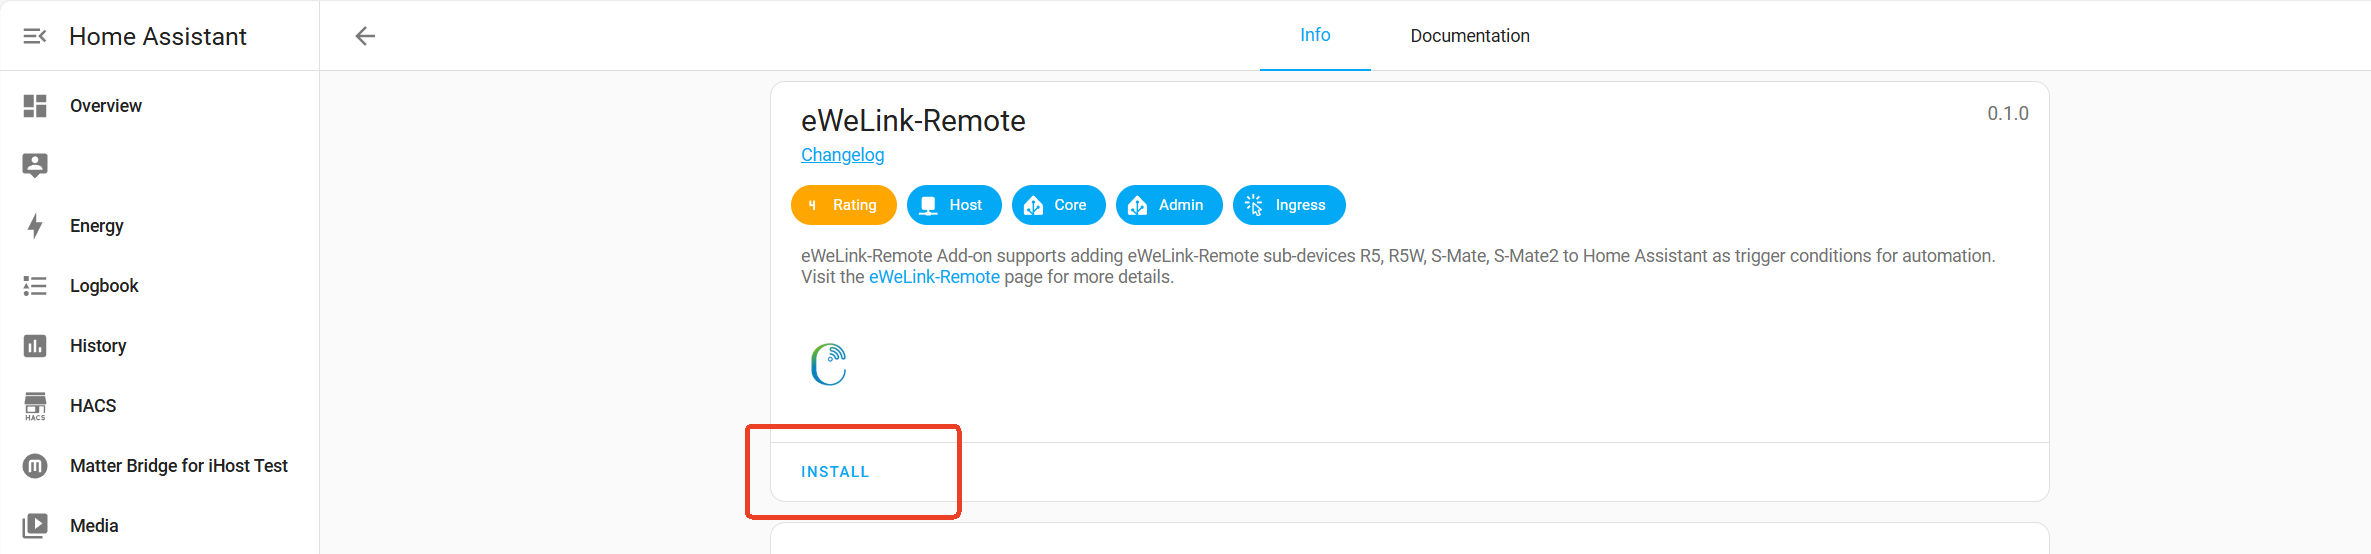 Home Assistant
Info
Documentation
Overview
Energy
Logbook
History
HACS
HACS
Matter Bridge for iHost Test
Media
eWeLink-Remote
0.1.0
Changelog
4 Rating
Host
Core
Admin
Ingress
eWeLink-Remote Add-on supports adding eWeLink-Remote sub-devices R5, R5W, S-Mate, S-Mate2 to Home Assistant as trigger conditions for automation.
Visit the eWeLink-Remote page for more details.
INSTALL